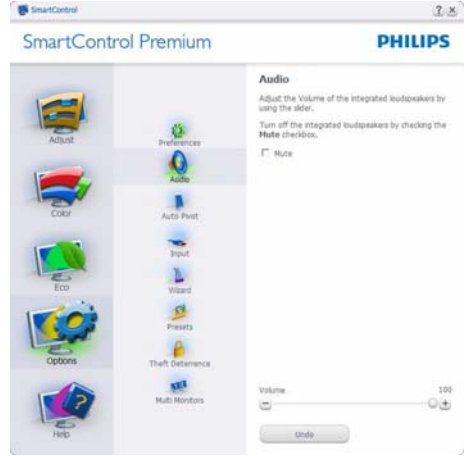 SmartControl
SmartControl Premium
PHILIPS
Adjust
Color
Eco
Options
Help
Preferences
Audio
Auto Pivot
Input
Wizard
Presets
Theft Deterrence
Multi Monitors
Audio
Adjust the Volume of the integrated loudspeakers by
using the slider.
Turn off the integrated loudspeakers by checking the
Mute checkbox.
Mute
Volume 100
Undo